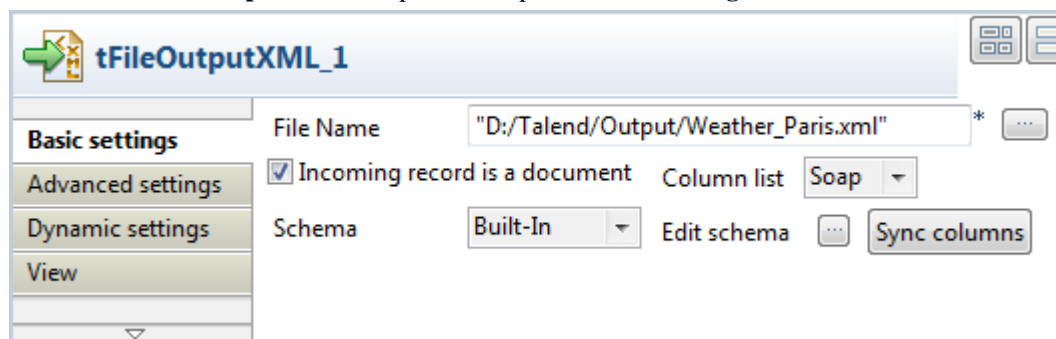 tFileOutputXML_1
Basic settings
File Name "D:/Talend/Output/Weather_Paris.xml" * ...
Advanced settings
Incoming record is a document Column list Soap
Dynamic settings
Schema Built-In Edit schema ... Sync columns
View